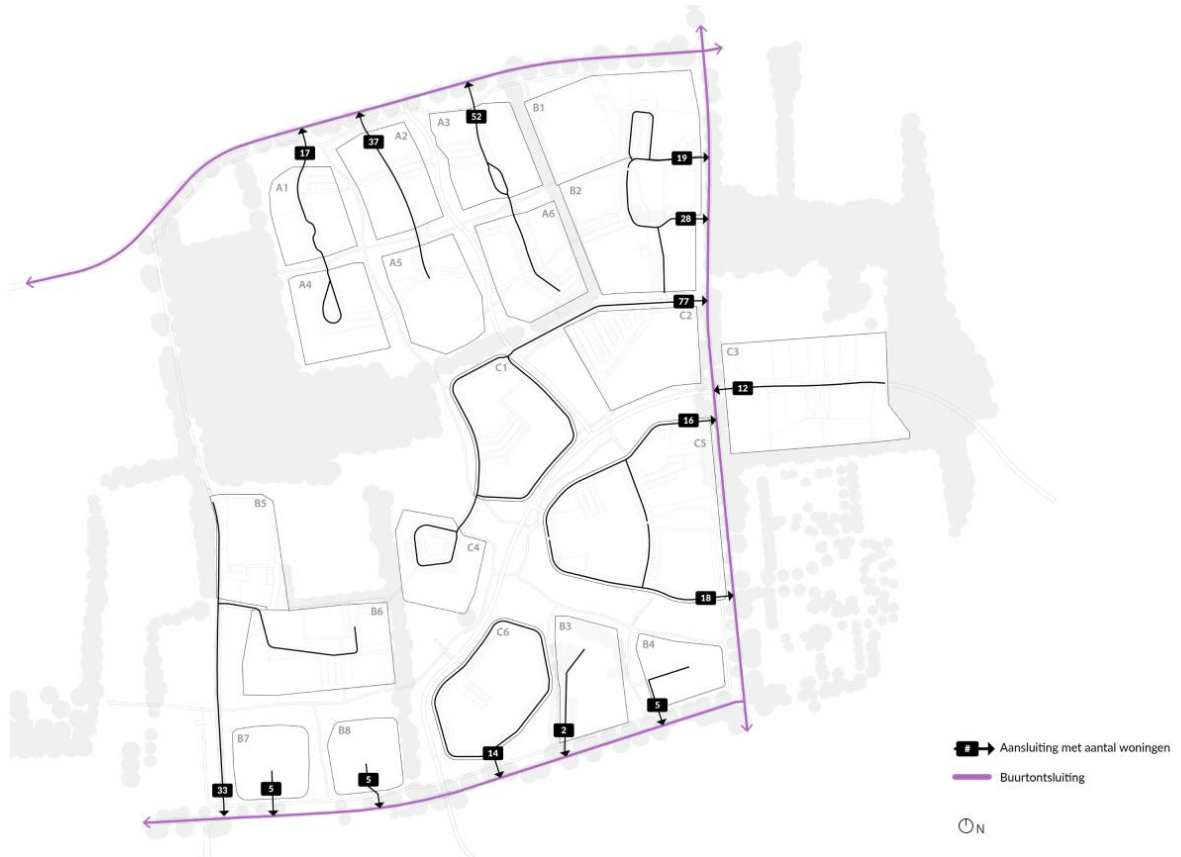 B1
52
A3
A2
37
17
19
A1
B2
A6
28
A5
A4
77
C2
C3
C1
12
16
C5
B5
C4
18
B6
B3
C6
B4
5
2
B7
B8
14
5
33
5
# Aansluiting met aantal woningen
Buurtontsluiting
N